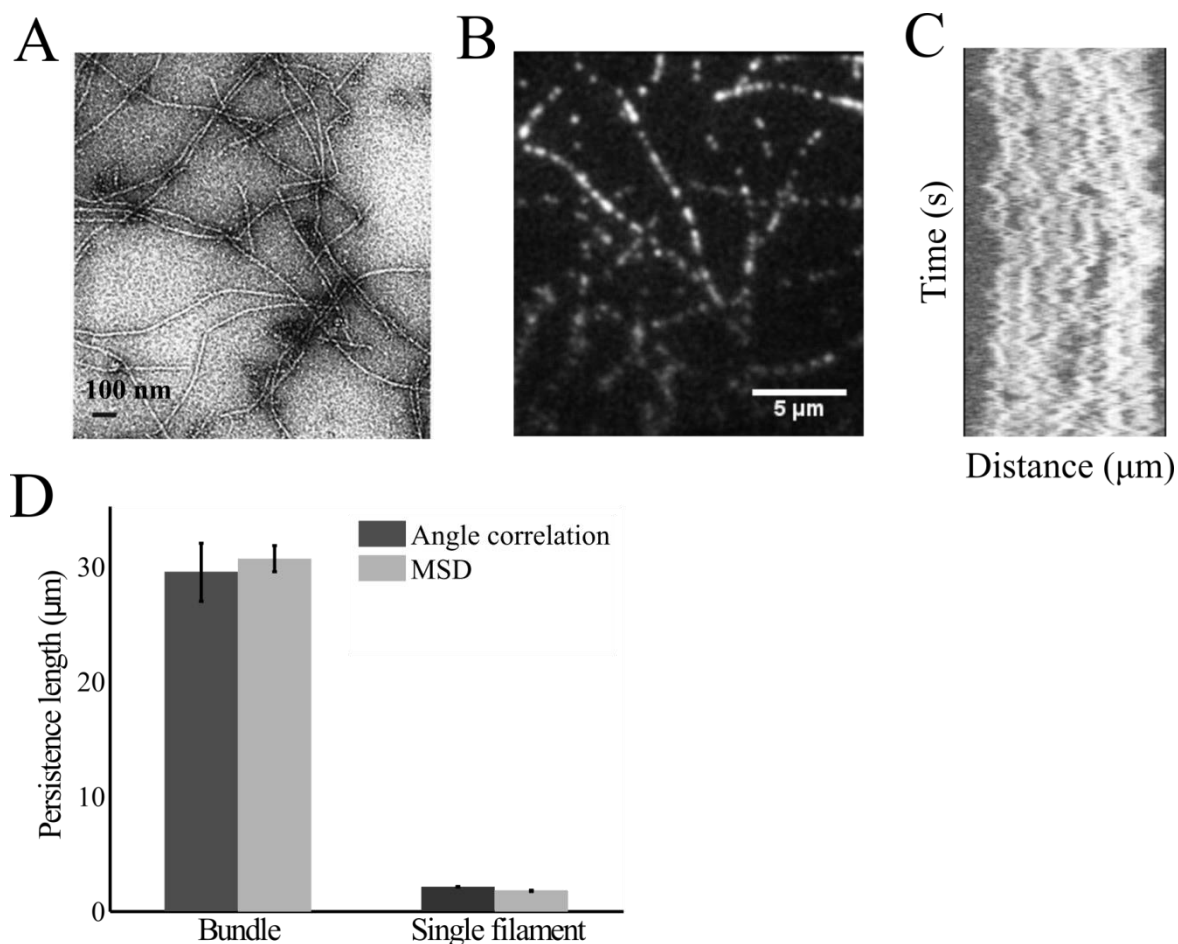 A
B
C
100 nm
5 µm
Time (s)
Distance (µm)
D
Angle correlation
MSD
Persistence length (µm)
30
20
10
0
Bundle
Single filament